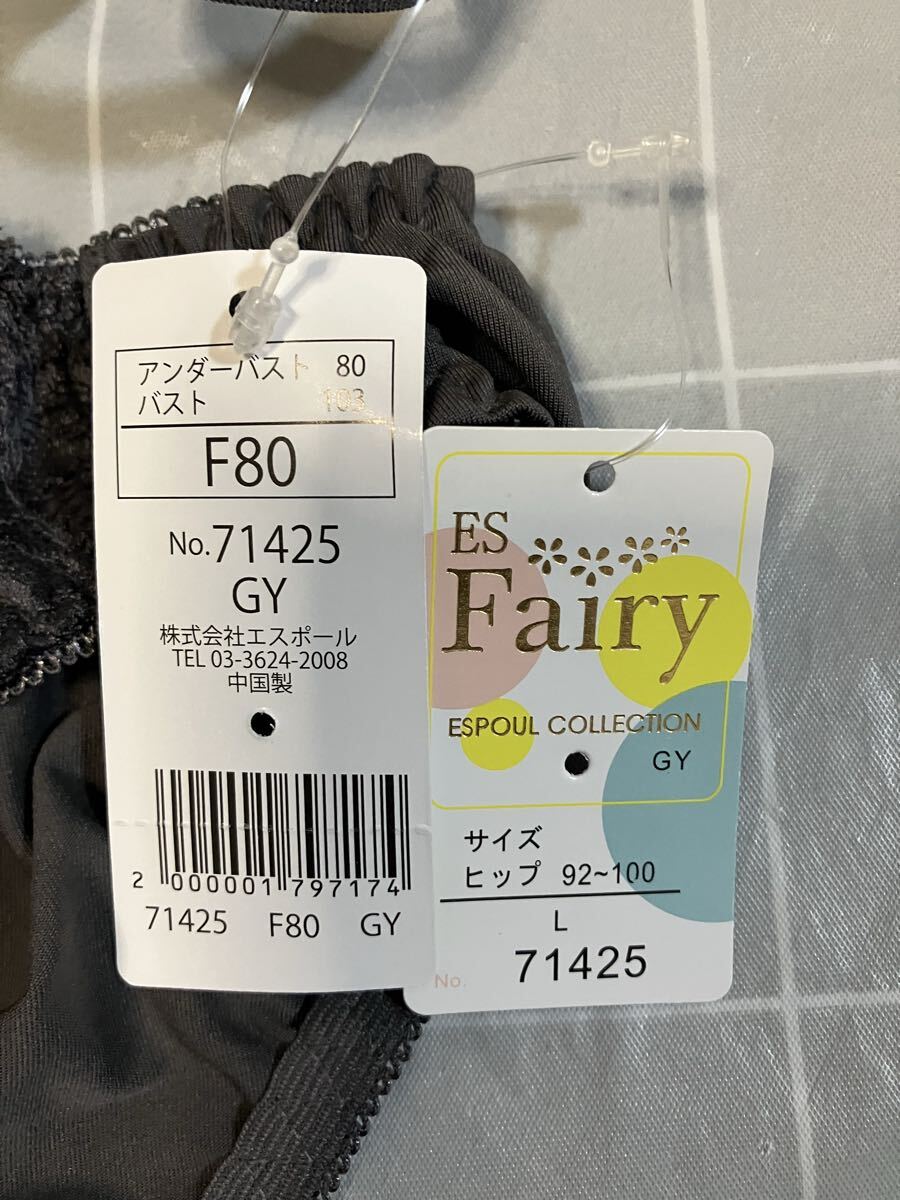 アンダーバスト 80
バスト 103
F80
No.71425
GY
株式会社エスポール
TEL 03-3624-2008
中国製
2 000001 797174
71425 F80 GY
ES
Fairy
ESPOUL COLLECTION
GY
サイズ
ヒップ 92~100
L
No. 71425